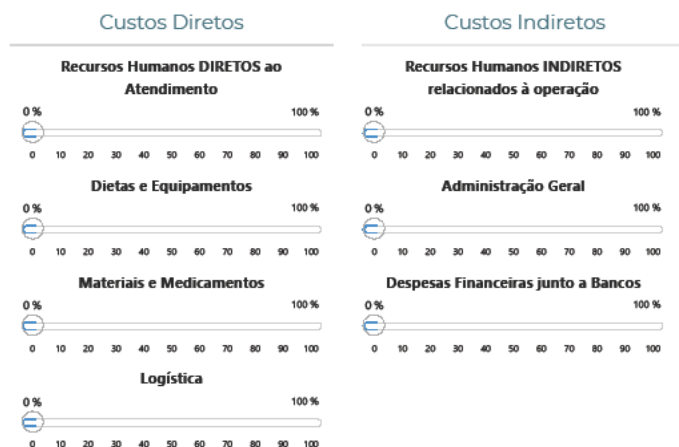 Custos Diretos
Recursos Humanos DIRETOS ao
Atendimento
0 % 100 %
0 10 20 30 40 50 60 70 80 90 100
Dietas e Equipamentos
0 % 100 %
0 10 20 30 40 50 60 70 80 90 100
Materiais e Medicamentos
0 % 100 %
0 10 20 30 40 50 60 70 80 90 100
Logística
0 % 100 %
0 10 20 30 40 50 60 70 80 90 100
Custos Indiretos
Recursos Humanos INDIRETOS
relacionados à operação
0 % 100 %
0 10 20 30 40 50 60 70 80 90 100
Administração Geral
0 % 100 %
0 10 20 30 40 50 60 70 80 90 100
Despesas Financeiras junto a Bancos
0 % 100 %
0 10 20 30 40 50 60 70 80 90 100